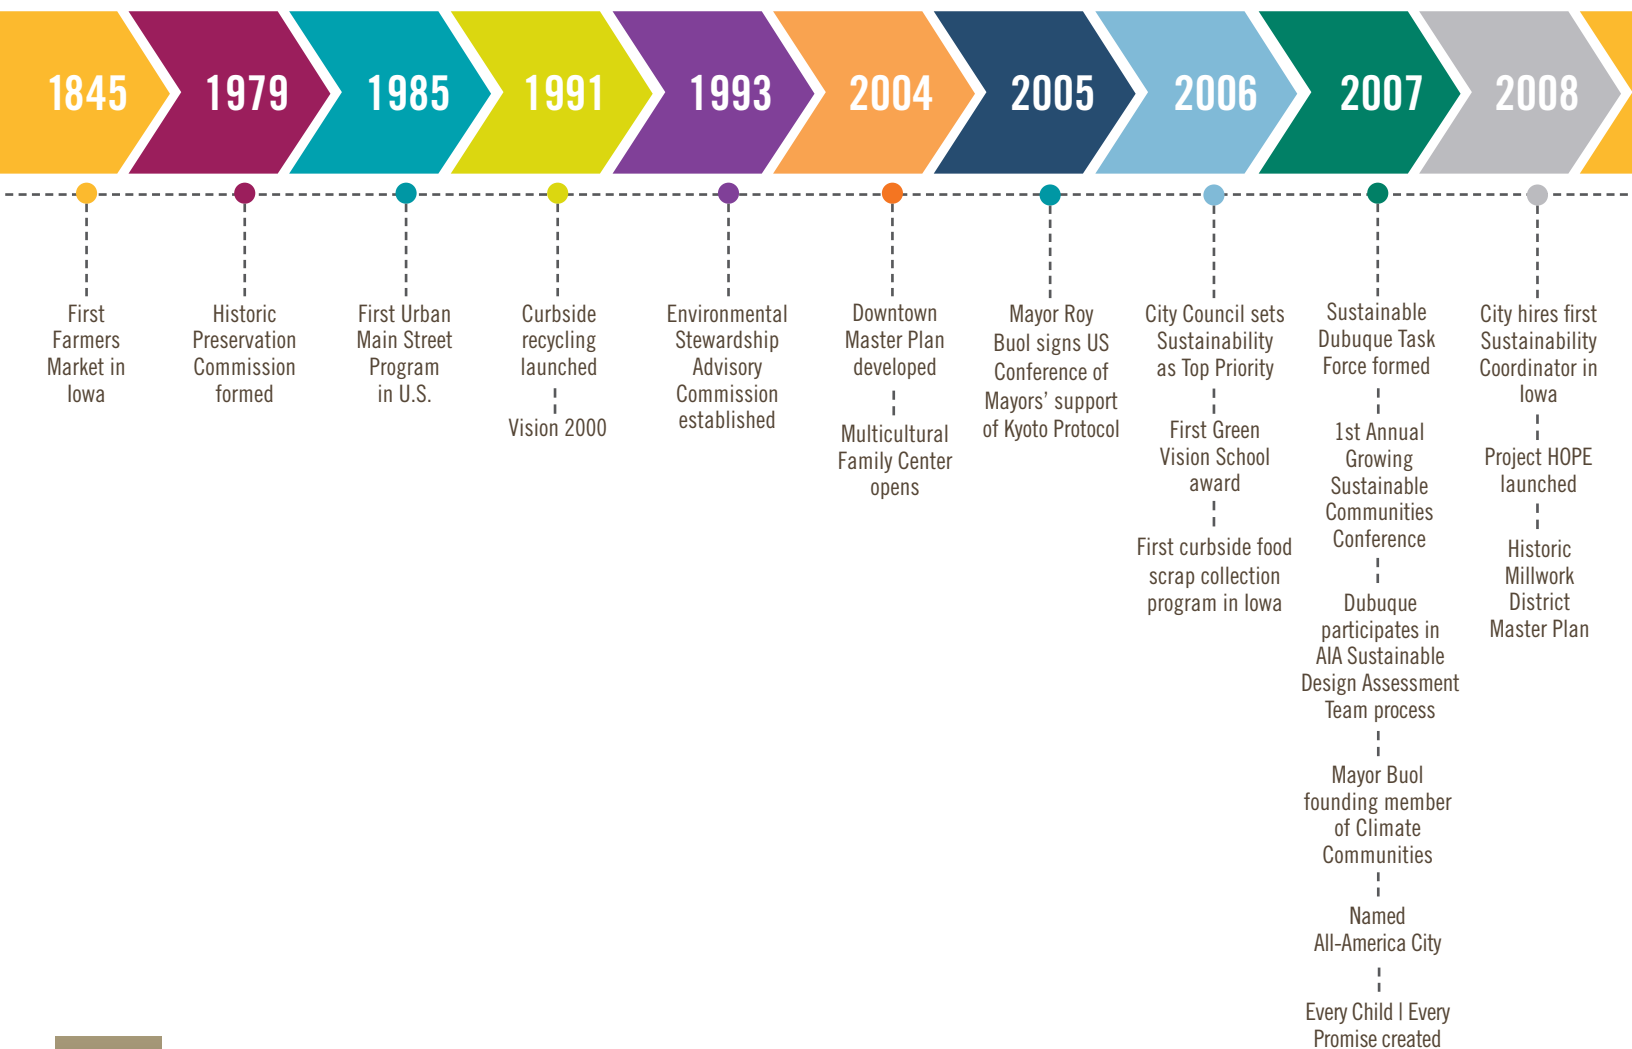 1845
1979
1985
1991
1993
2004
2005
2006
2007
2008
First
Farmers
Market in
Iowa
Historic
Preservation
Commission
formed
First Urban
Main Street
Program
in U.S.
Curbside
recycling
launched
Vision 2000
Environmental
Stewardship
Advisory
Commission
established
Downtown
Master Plan
developed
Multicultural
Family Center
opens
Mayor Roy
Buol signs US
Conference of
Mayors' support
of Kyoto Protocol
City Council sets
Sustainability
as Top Priority
First Green
Vision School
award
First curbside food
scrap collection
program in Iowa
Sustainable
Dubuque Task
Force formed
1st Annual
Growing
Sustainable
Communities
Conference
Dubuque
participates in
AIA Sustainable
Design Assessment
Team process
Mayor Buol
founding member
of Climate
Communities
Named
All-America City
Every Child | Every
Promise created
City hires first
Sustainability
Coordinator in
Iowa
Project HOPE
launched
Historic
Millwork
District
Master Plan